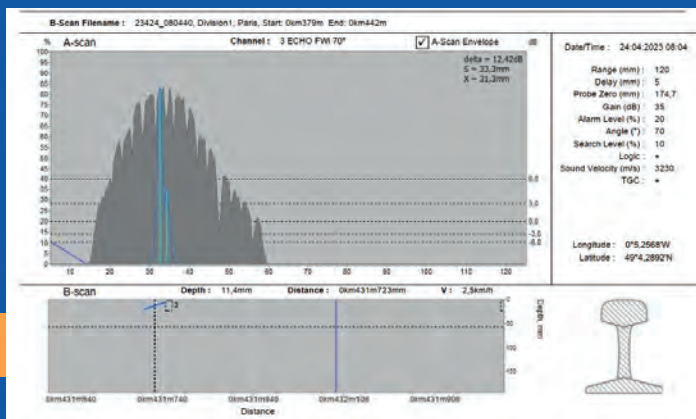 B-Scan Filename : 23424_080440, Division1, Paris, Start: 0km379m End: 0km442m
% A-scan Channel : 3 ECHO FWI 70° ✓ A-Scan Envelope dB
delta = 12,42dB
S = 33,3mm
X = 31,3mm
100
95
90
85
80
75
70
65
60
55
50
45
40
35
30
25
20
15
10
5
0
10 20 30 40 50 60 70 80 90 100 110 120
6,0
3,0
0,0
-3,0
-6,0
Date/Time : 24.04.2023 08:04
Range (mm) : 120
Delay (mm) : 5
Probe Zero (mm) : 174,7
Gain (dB) : 35
Alarm Level (%) : 20
Angle (°) : 70
Search Level (%) : 10
Logic : +
Sound Velocity (m/s) : 3230
TGC : +
Longitude : 0°5,2568'W
Latitude : 49°4,2892'N
B-scan Depth : 11,4mm Distance : 0km431m723mm V : 2,5km/h
3
0
50
100
150
Depth, mm
0km431m640 0km431m740
Distance